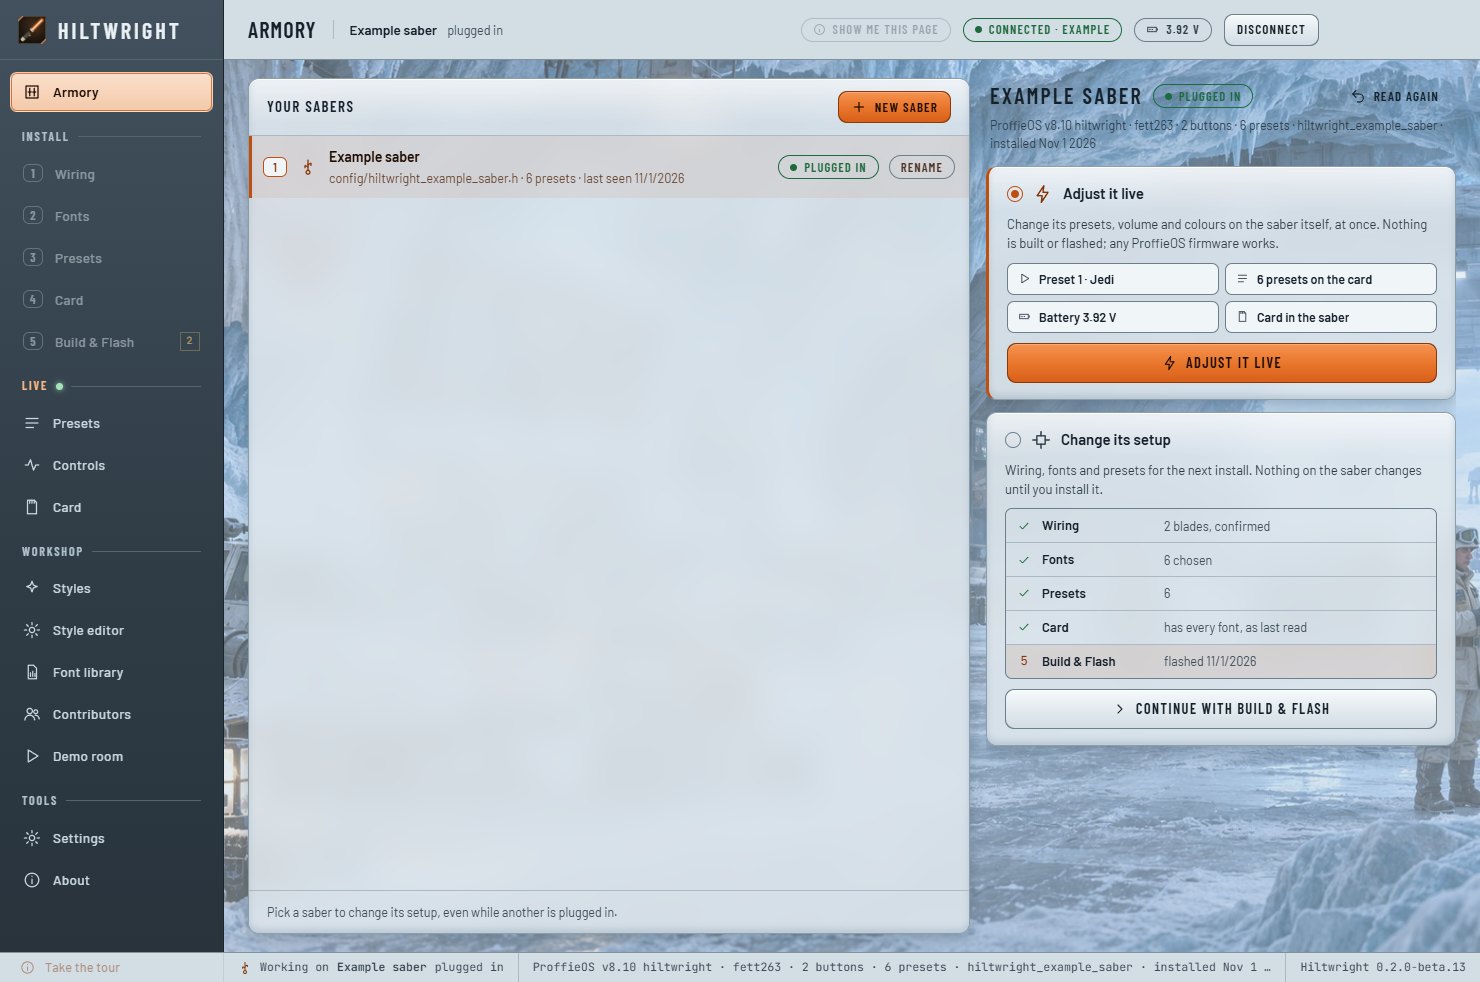 HILTWRIGHT
ARMORY
Example saber plugged in
SHOW ME THIS PAGE
CONNECTED · EXAMPLE
3.92 V
DISCONNECT
Armory
INSTALL
1 Wiring
2 Fonts
3 Presets
4 Card
5 Build & Flash 2
LIVE
Presets
Controls
Card
WORKSHOP
Styles
Style editor
Font library
Contributors
Demo room
TOOLS
Settings
About
Take the tour
YOUR SABERS
NEW SABER
1 Example saber
config/hiltwright_example_saber.h · 6 presets · last seen 11/1/2026
PLUGGED IN
RENAME
Pick a saber to change its setup, even while another is plugged in.
EXAMPLE SABER
PLUGGED IN
READ AGAIN
ProffieOS v8.10 hiltwright · fett263 · 2 buttons · 6 presets · hiltwright_example_saber ·
installed Nov 1 2026
Adjust it live
Change its presets, volume and colours on the saber itself, at once. Nothing
is built or flashed; any ProffieOS firmware works.
Preset 1 · Jedi
6 presets on the card
Battery 3.92 V
Card in the saber
ADJUST IT LIVE
Change its setup
Wiring, fonts and presets for the next install. Nothing on the saber changes
until you install it.
Wiring 2 blades, confirmed
Fonts 6 chosen
Presets 6
Card has every font, as last read
5 Build & Flash flashed 11/1/2026
CONTINUE WITH BUILD & FLASH
Working on Example saber plugged in
ProffieOS v8.10 hiltwright · fett263 · 2 buttons · 6 presets · hiltwright_example_saber · installed Nov 1 …
Hiltwright 0.2.0-beta.13